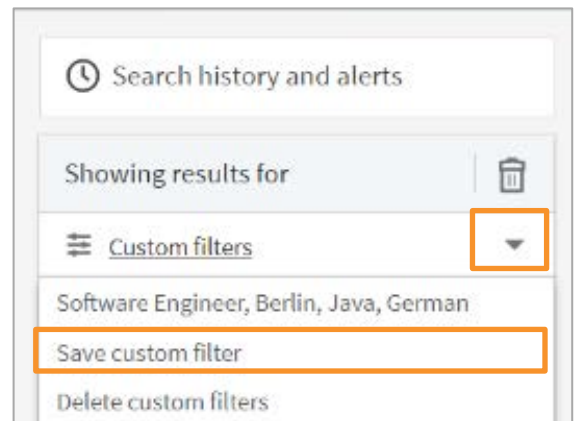 Search history and alerts
Showing results for
Custom filters
Software Engineer, Berlin, Java, German
Save custom filter
Delete custom filters